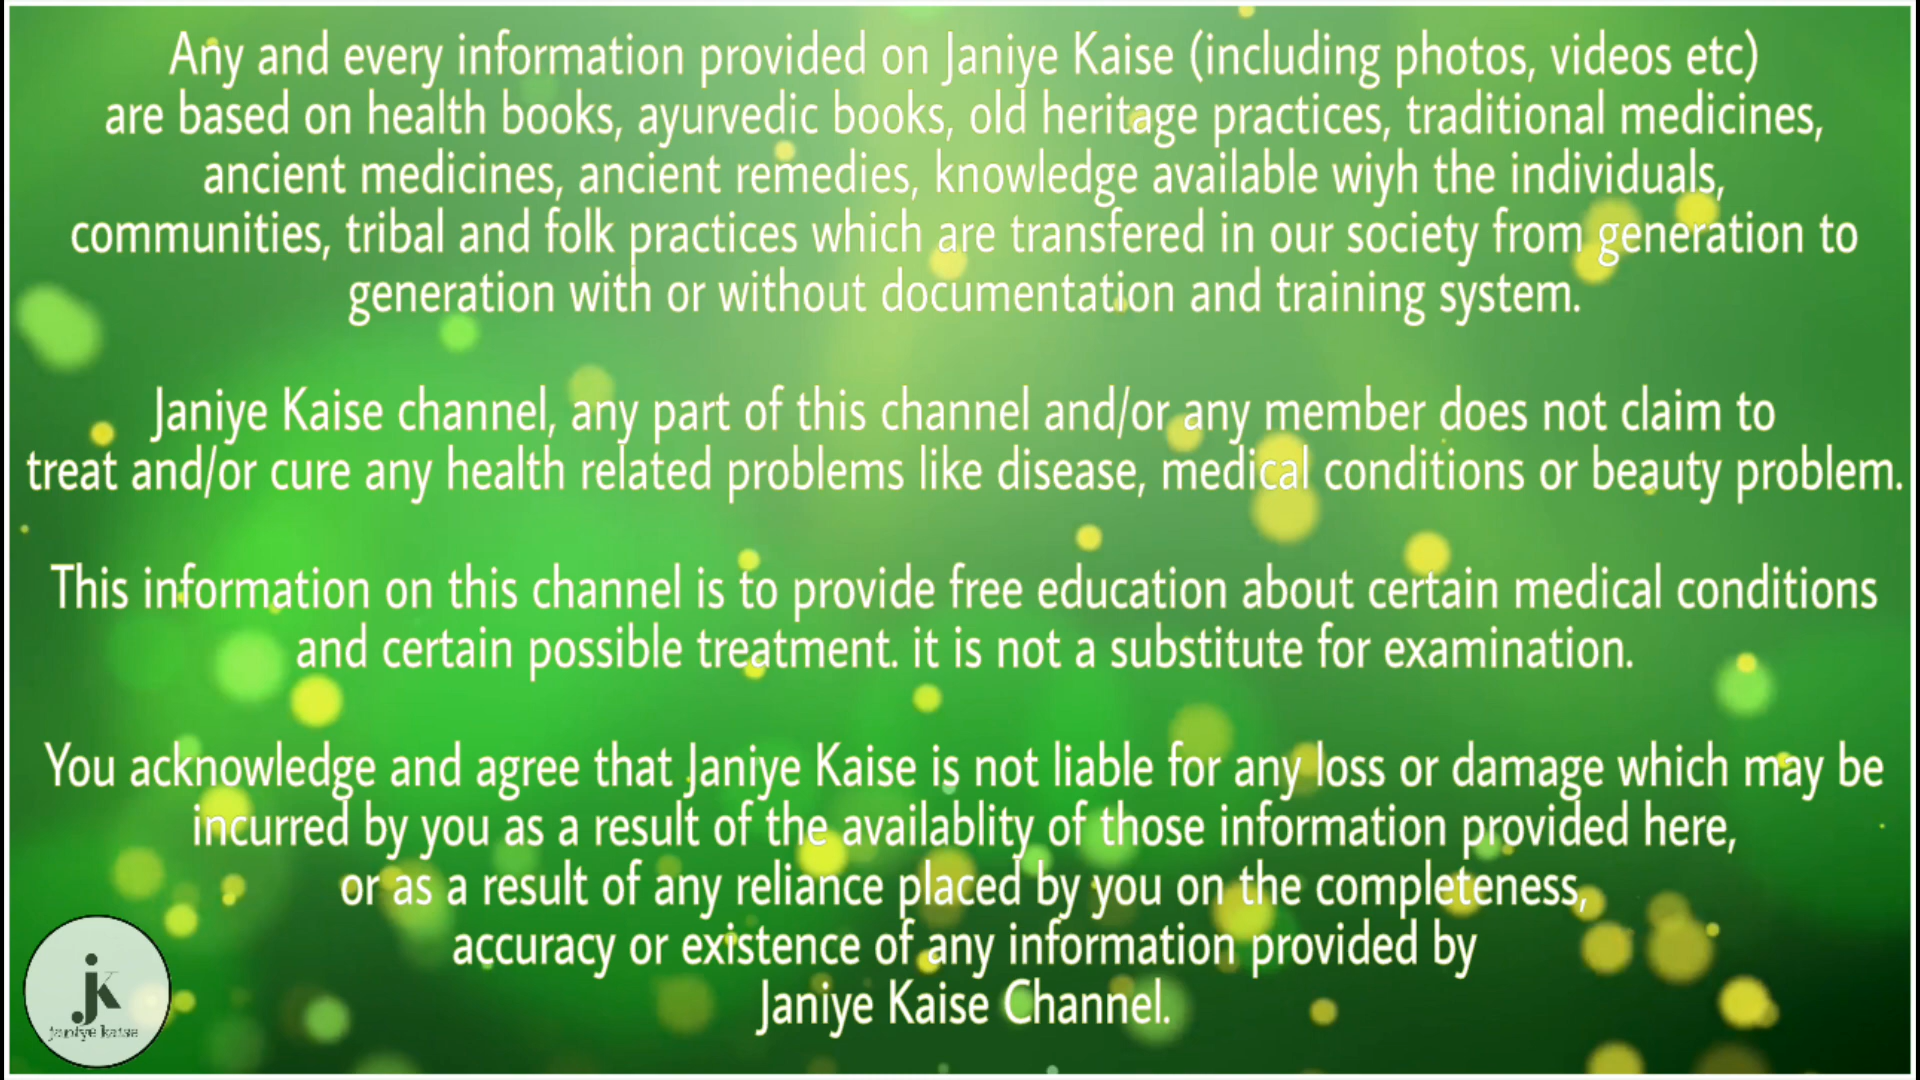 Any and every information provided on Janiye Kaise (including photos, videos etc)
are based on health books, ayurvedic books, old heritage practices, traditional medicines,
ancient medicines, ancient remedies, knowledge available wiyh the individuals,
communities, tribal and folk practices which are transfered in our society from generation to
generation with or without documentation and training system.
Janiye Kaise channel, any part of this channel and/or any member does not claim to
treat and/or cure any health related problems like disease, medical conditions or beauty problem.
This information on this channel is to provide free education about certain medical conditions
and certain possible treatment. it is not a substitute for examination.
You acknowledge and agree that Janiye Kaise is not liable for any loss or damage which may be
incurred by you as a result of the availablity of those information provided here,
or as a result of any reliance placed by you on the completeness,
accuracy or existence of any information provided by
Janiye Kaise Channel.
jk
janiye kaise